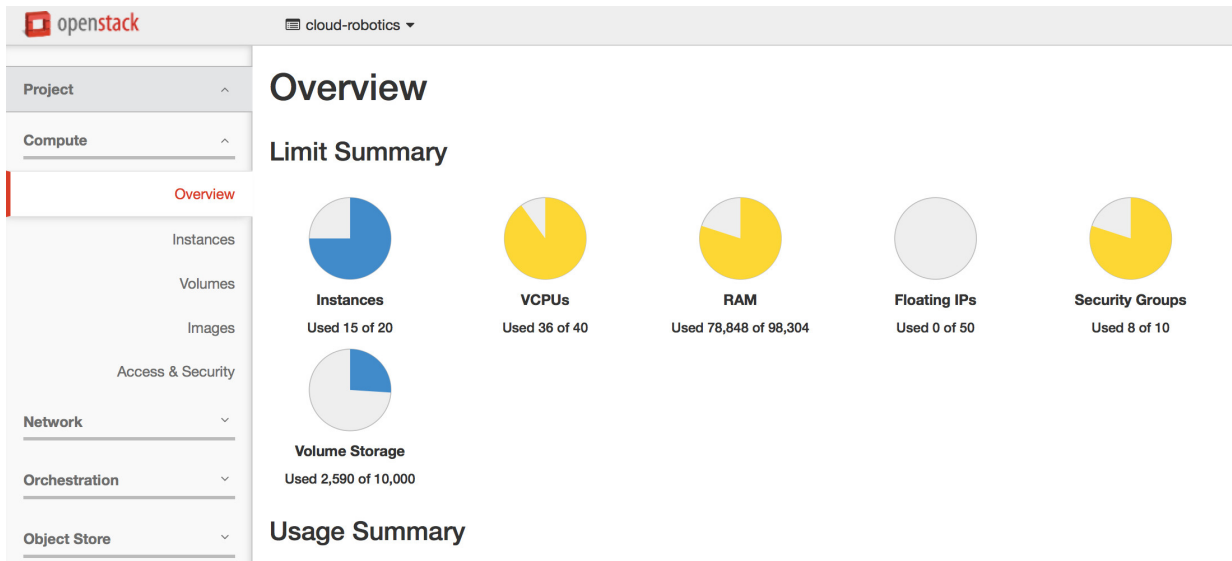 openstack
cloud-robotics
Project
Compute
Overview
Instances
Volumes
Images
Access & Security
Network
Orchestration
Object Store
Overview
Limit Summary
Instances
Used 15 of 20
VCPUs
Used 36 of 40
RAM
Used 78,848 of 98,304
Floating IPs
Used 0 of 50
Security Groups
Used 8 of 10
Volume Storage
Used 2,590 of 10,000
Usage Summary